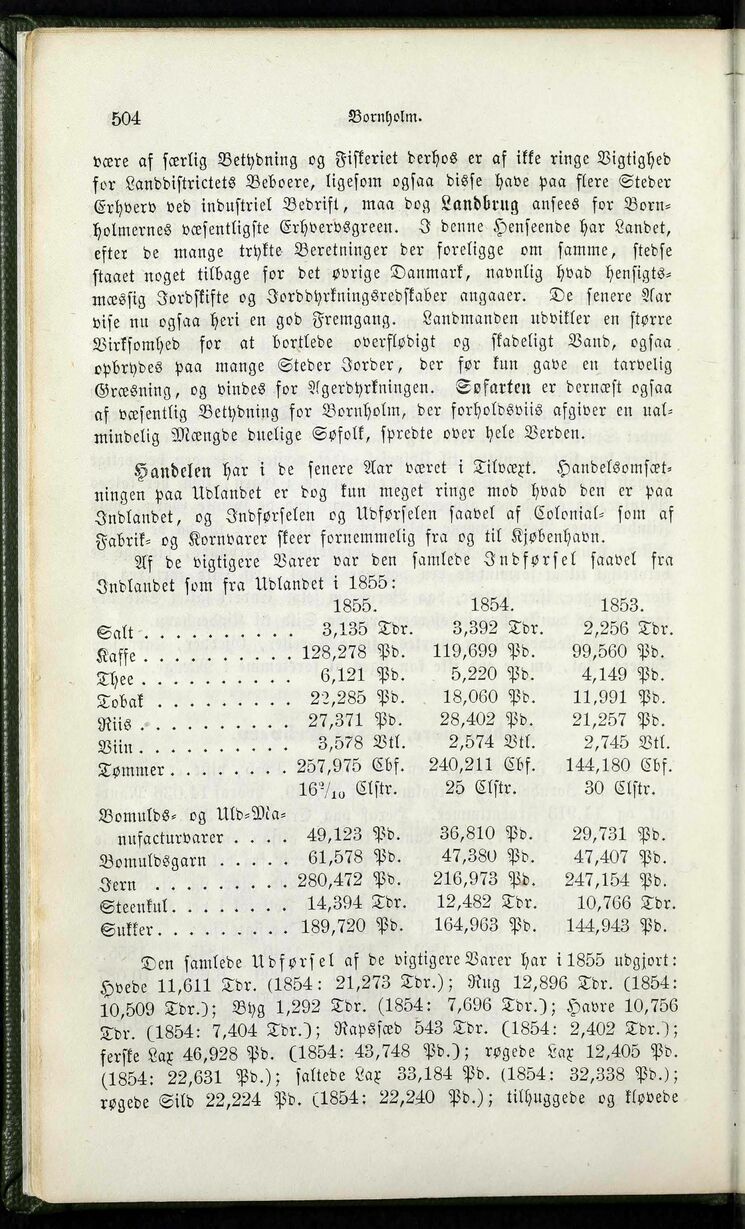 504 Bornholm.
være af særlig Betydning og Fiskeriet derhos er af ikke ringe Vigtighed
for Landdistrictets Beboere, ligesom ogsaa disse have paa flere Steder
Erhverv ved industriel Bedrift, maa dog Landbrug ansees for Born-
holmernes væsentligste Erhvervsgreen. I denne Henseende har Landet,
efter de mange trykte Beretninger der foreligge om samme, stedse
staaet noget tilbage for det øvrige Danmark, navnlig hvad hensigts-
mæssig Jordskifte og Jorddyrkningsredskaber angaaer. De senere Aar
vise nu ogsaa heri en god Fremgang. Landmanden udvikler en større
Virksomhed for at bortlede overflødigt og skadeligt Vand, ogsaa
opbrydes paa mange Steder Jorder, der før kun gave en tarvelig
Græsning, og vindes for Agerdyrkningen. Søfarten er dernæst ogsaa
af væsentlig Betydning for Bornholm, der forholdsviis afgiver en ual-
mindelig Mængde duelige Søfolk, spredte over hele Verden.
Handelen har i de senere Aar været i Tilvæxt. Handelsomsæt-
ningen paa Udlandet er dog kun meget ringe mod hvad den er paa
Indlandet, og Indførselen og Udførselen saavel af Colonial- som af
Fabrik- og Kornvarer skeer fornemmelig fra og til Kjøbenhavn.
Af de vigtigere Varer var den samlede Indførsel saavel fra
Indlandet som fra Udlandet i 1855:
1855. 1854. 1853.
Salt . . . . . . . . . . 3,135 Tdr. 3,392 Tdr. 2,256 Tdr.
Kaffe . . . . . . . . . 128,278 Pd. 119,699 Pd. 99,560 Pd.
Thee . . . . . . . . . . 6,121 Pd. 5,220 Pd. 4,149 Pd.
Tobak . . . . . . . . . 22,285 Pd. 18,060 Pd. 11,991 Pd.
Riis . . . . . . . . . . 27,371 Pd. 28,402 Pd. 21,257 Pd.
Viin . . . . . . . . . . 3,578 Vtl. 2,574 Vtl. 2,745 Vtl.
Tømmer . . . . . . . . 257,975 Cbf. 240,211 Cbf. 144,180 Cbf.
16²/₁₀ Clstr. 25 Clstr. 30 Clstr.
Bomulds- og Uld-Ma-
nufacturvarer . . . . 49,123 Pd. 36,810 Pd. 29,731 Pd.
Bomuldsgarn . . . . . 61,578 Pd. 47,380 Pd. 47,407 Pd.
Jern . . . . . . . . . 280,472 Pd. 216,973 Pd. 247,154 Pd.
Steenkul . . . . . . . . 14,394 Tdr. 12,482 Tdr. 10,766 Tdr.
Sukker . . . . . . . . . 189,720 Pd. 164,963 Pd. 144,943 Pd.
Den samlede Udførsel af de vigtigere Varer har i 1855 udgjort:
Hvede 11,611 Tdr. (1854: 21,273 Tdr.); Rug 12,896 Tdr. (1854:
10,509 Tdr.); Byg 1,292 Tdr. (1854: 7,696 Tdr.); Havre 10,756
Tdr. (1854: 7,404 Tdr.); Rapssæd 543 Tdr. (1854: 2,402 Tdr.);
ferske Lax 46,928 Pd. (1854: 43,748 Pd.); røgede Lax 12,405 Pd.
(1854: 22,631 Pd.); saltede Lax 33,184 Pd. (1854: 32,338 Pd.);
røgede Sild 22,224 Pd. (1854: 22,240 Pd.); tilhuggede og kløvede